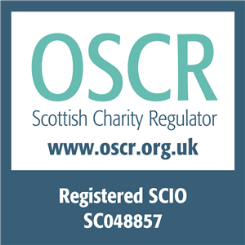 OSCR
Scottish Charity Regulator
www.oscr.org.uk
Registered SCIO
SC048857